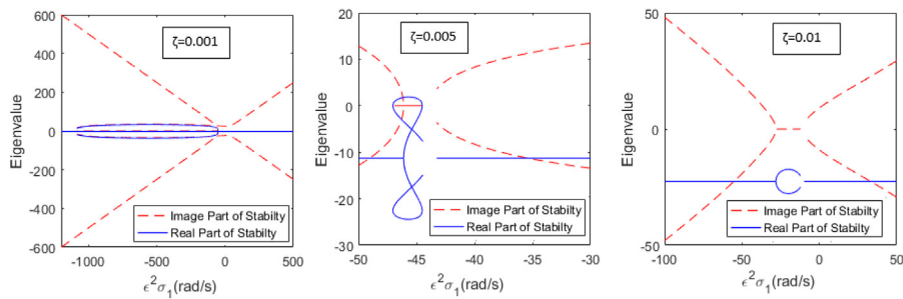 600
400
200
0
-200
-400
-600
Eigenvalue
ζ=0.001
Image Part of Stabilty
Real Part of Stabilty
-1000
-500
0
500
ϵ²σ₁(rad/s)
20
10
0
-10
-20
-30
Eigenvalue
ζ=0.005
Image Part of Stabilty
Real Part of Stabilty
-50
-45
-40
-35
-30
ϵ²σ₁(rad/s)
50
0
-50
Eigenvalue
ζ=0.01
Image Part of Stabilty
Real Part of Stabilty
-100
-50
0
50
ϵ²σ₁(rad/s)